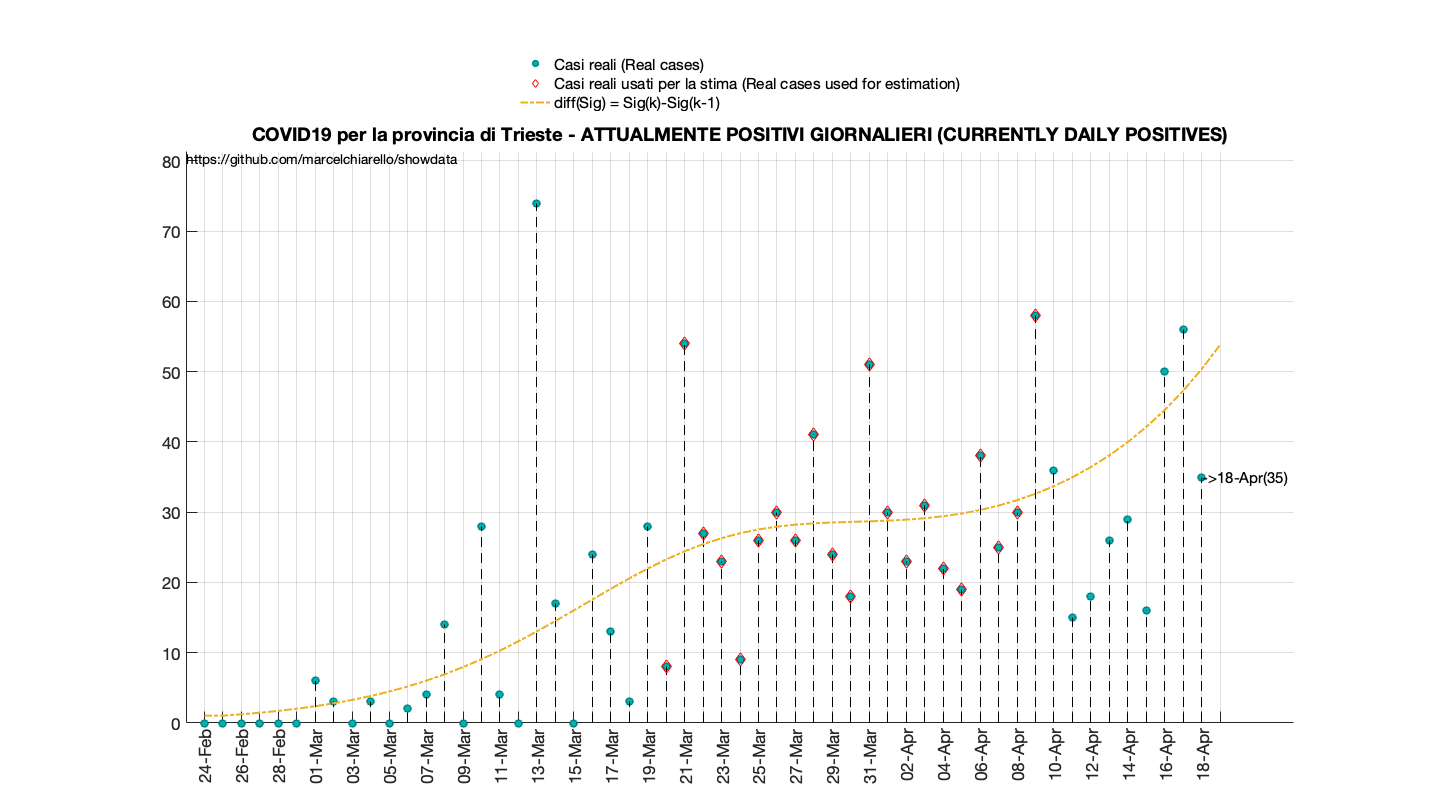 Casi reali (Real cases)
Casi reali usati per la stima (Real cases used for estimation)
diff(Sig) = Sig(k)-Sig(k-1)
COVID19 per la provincia di Trieste - ATTUALMENTE POSITIVI GIORNALIERI (CURRENTLY DAILY POSITIVES)
https://github.com/marcelchiarello/showdata
80
70
60
50
40
30
20
10
0
->18-Apr(35)
24-Feb
26-Feb
28-Feb
01-Mar
03-Mar
05-Mar
07-Mar
09-Mar
11-Mar
13-Mar
15-Mar
17-Mar
19-Mar
21-Mar
23-Mar
25-Mar
27-Mar
29-Mar
31-Mar
02-Apr
04-Apr
06-Apr
08-Apr
10-Apr
12-Apr
14-Apr
16-Apr
18-Apr